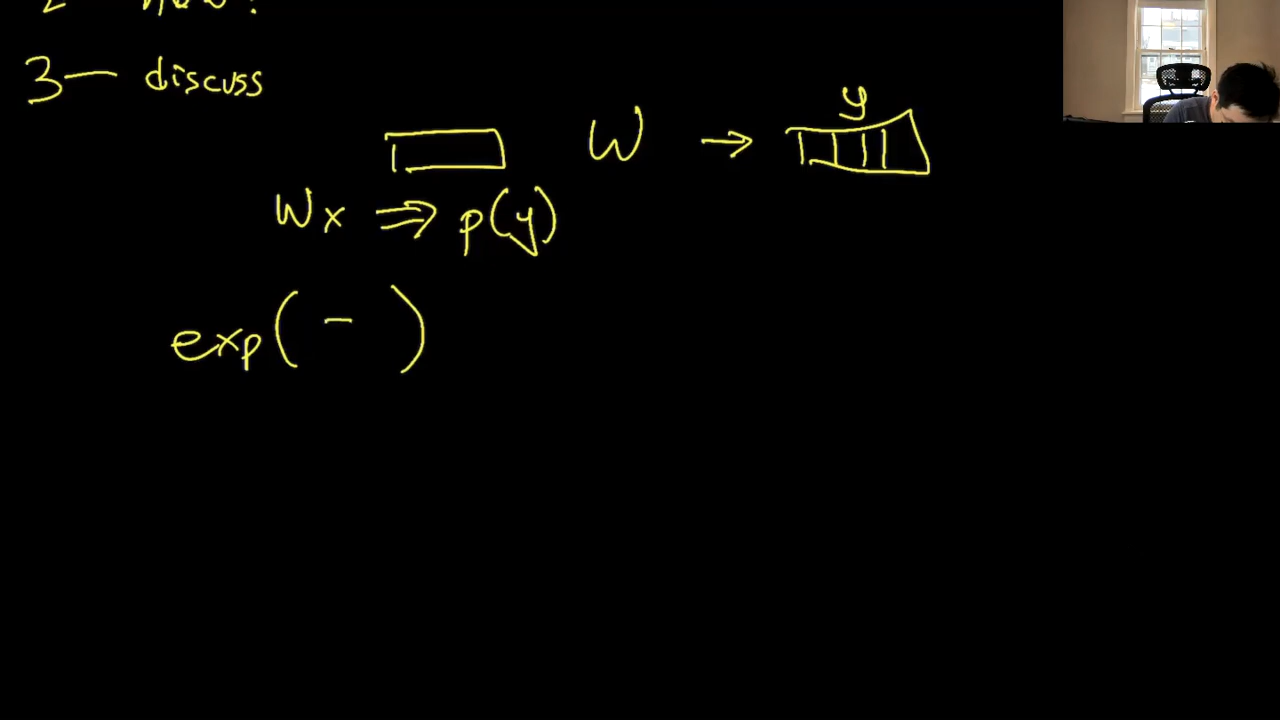 3— discuss
y
W →
Wx ⇒ p(y)
exp( – )